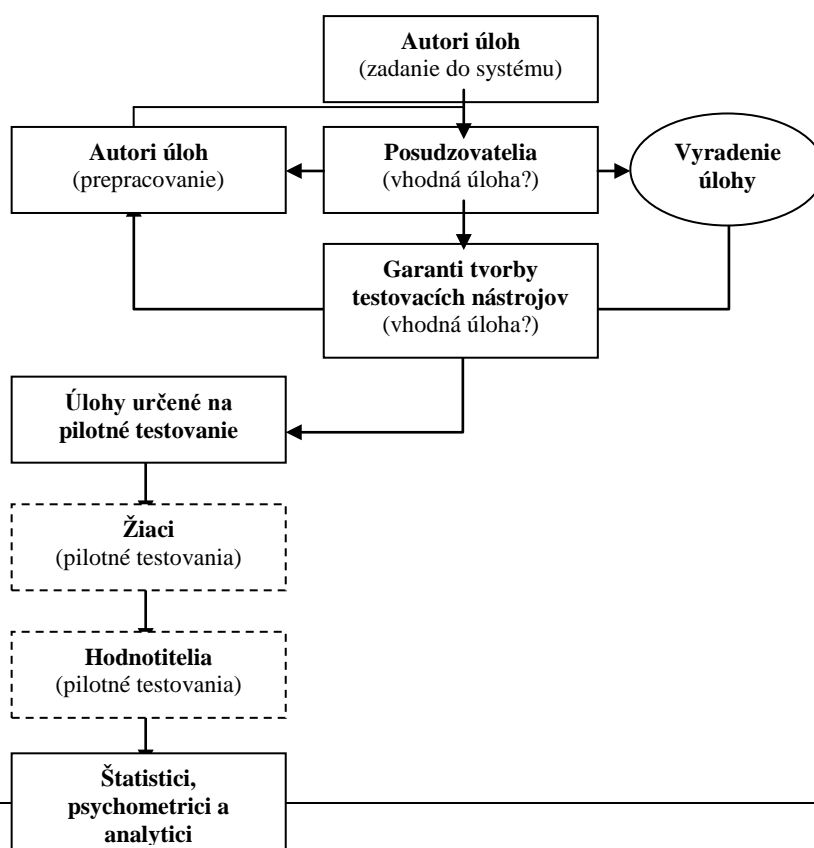 Autori úloh
(zadanie do systému)
Autori úloh
(prepracovanie)
Posudzovatelia
(vhodná úloha?)
Vyradenie
úlohy
Garanti tvorby
testovacích nástrojov
(vhodná úloha?)
Úlohy určené na
pilotné testovanie
Žiaci
(pilotné testovania)
Hodnotitelia
(pilotné testovania)
Štatistici,
psychometrici a
analytici